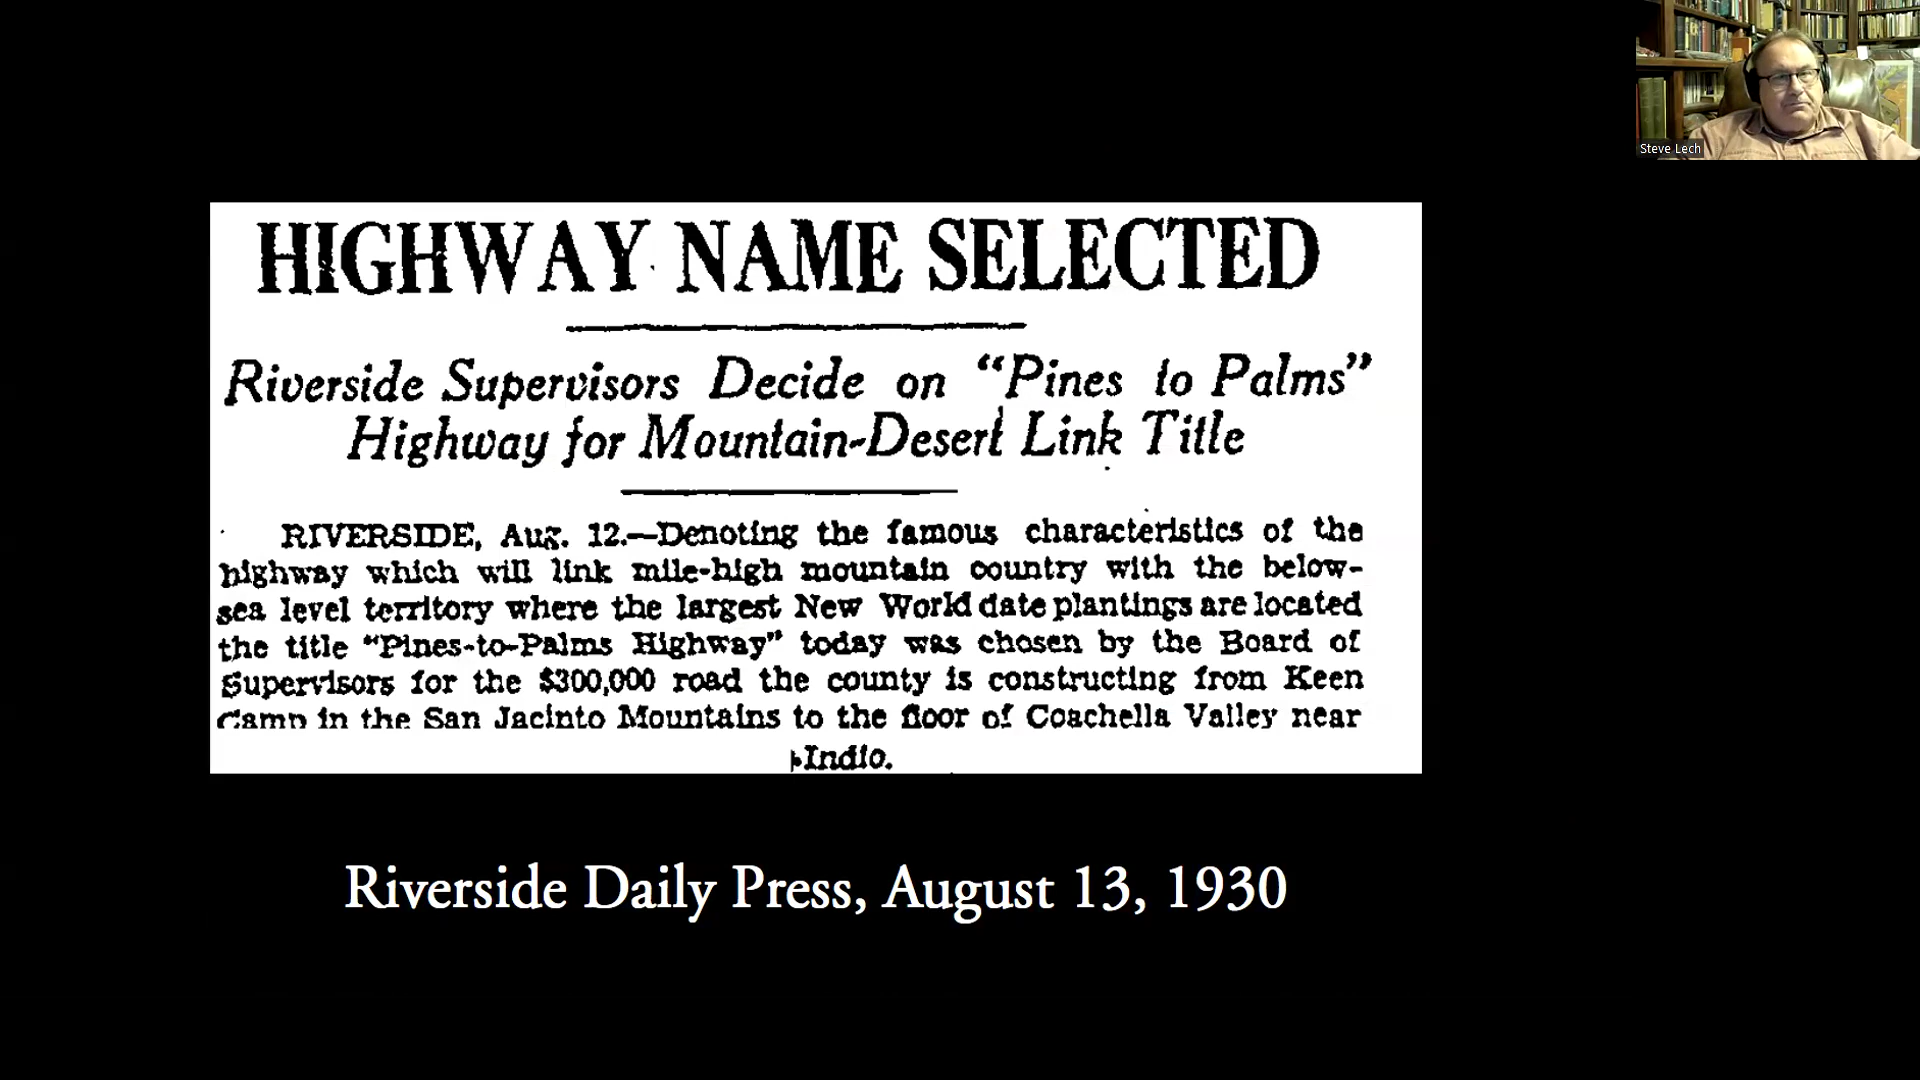 HIGHWAY NAME SELECTED
Riverside Supervisors Decide on “Pines to Palms”
Highway for Mountain-Desert Link Title
RIVERSIDE, Aug. 12.—Denoting the famous characteristics of the
highway which will link mile-high mountain country with the below-
sea level territory where the largest New World date plantings are located
the title “Pines-to-Palms Highway” today was chosen by the Board of
Supervisors for the $300,000 road the county is constructing from Keen
Camp in the San Jacinto Mountains to the floor of Coachella Valley near
Indio.
Riverside Daily Press, August 13, 1930
Steve Lech